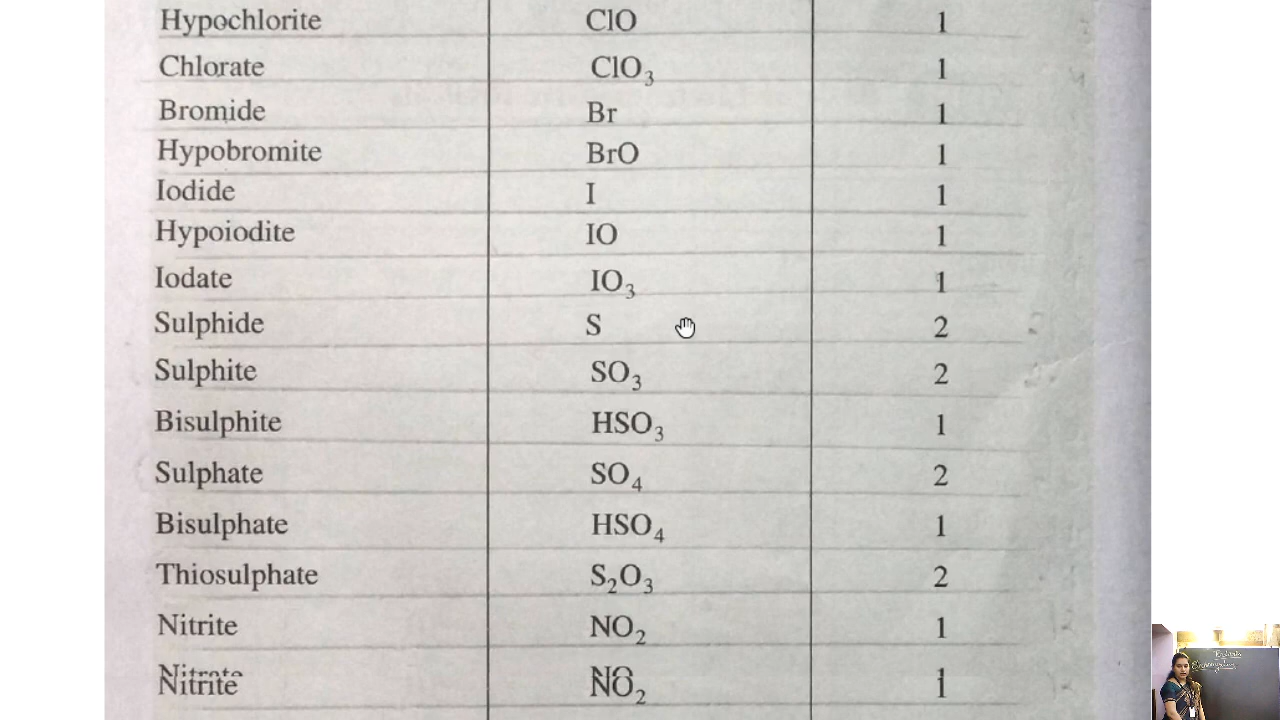 Hypochlorite ClO 1
Chlorate ClO₃ 1
Bromide Br 1
Hypobromite BrO 1
Iodide I 1
Hypoiodite IO 1
Iodate IO₃ 1
Sulphide S 2
Sulphite SO₃ 2
Bisulphite HSO₃ 1
Sulphate SO₄ 2
Bisulphate HSO₄ 1
Thiosulphate S₂O₃ 2
Nitrite NO₂ 1
Nitrite NO₂ 1